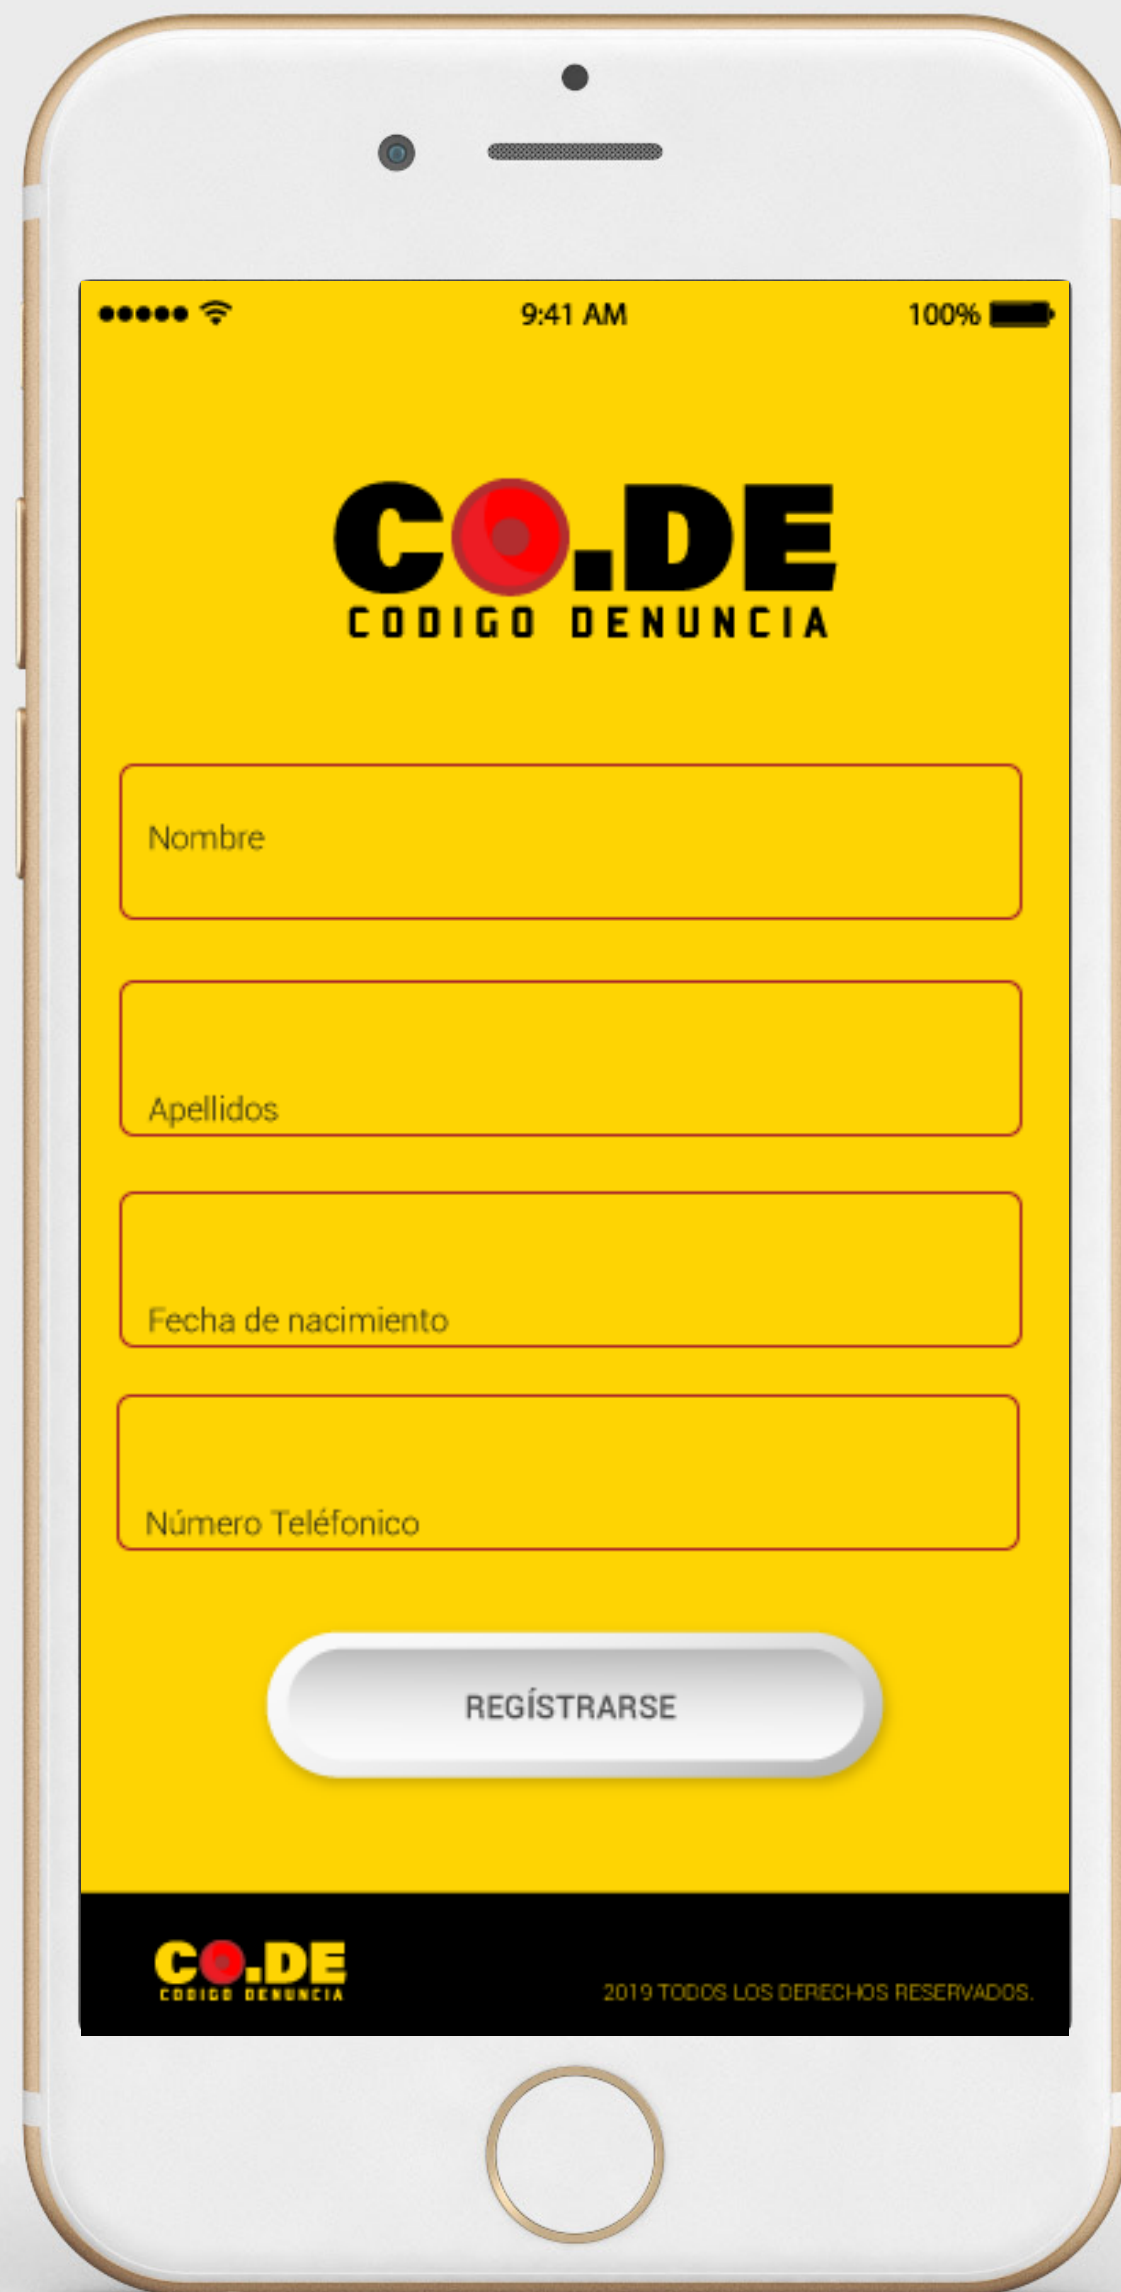 9:41 AM 100%
CO.DE
CODIGO DENUNCIA
Nombre
Apellidos
Fecha de nacimiento
Número Teléfonico
REGÍSTRARSE
CO.DE
CODIGO DENUNCIA
2019 TODOS LOS DERECHOS RESERVADOS.